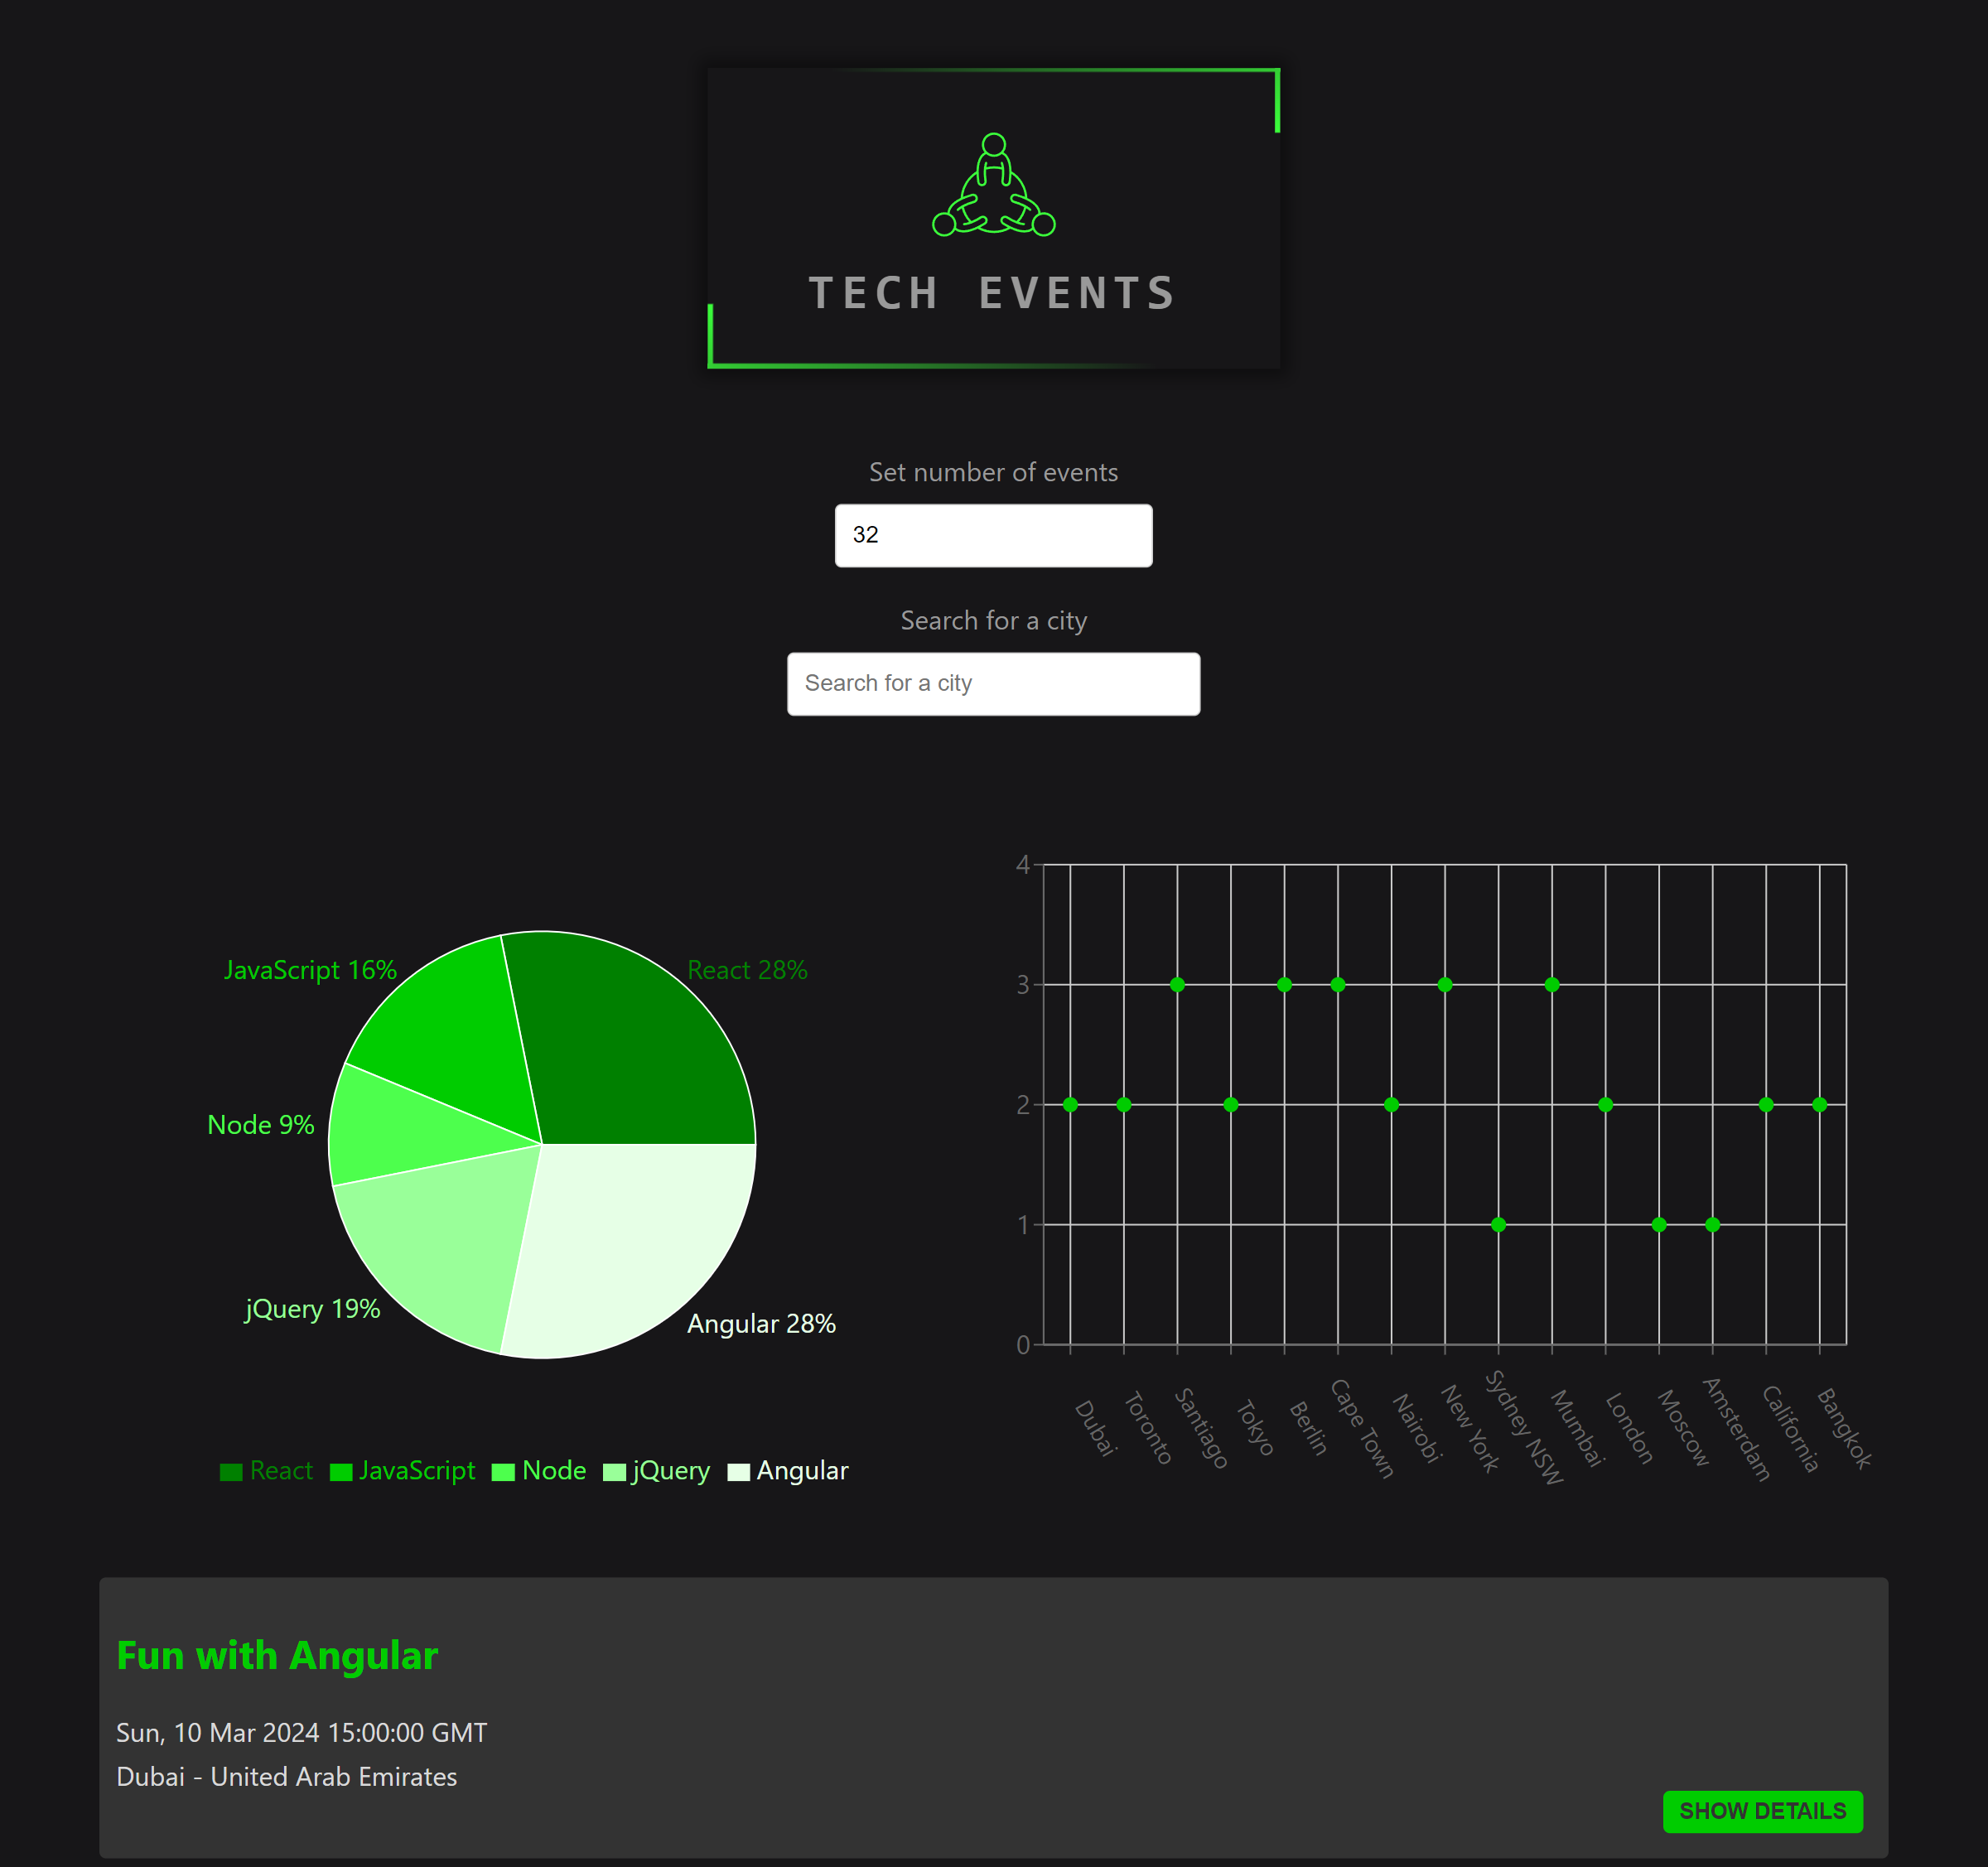 TECH EVENTS
Set number of events
32
Search for a city
Search for a city
JavaScript 16%
React 28%
Node 9%
jQuery 19%
Angular 28%
React JavaScript Node jQuery Angular
4
3
2
1
0
Dubai
Toronto
Santiago
Tokyo
Berlin
Cape Town
Nairobi
New York
Sydney NSW
Mumbai
London
Moscow
Amsterdam
California
Bangkok
Fun with Angular
Sun, 10 Mar 2024 15:00:00 GMT
Dubai - United Arab Emirates
SHOW DETAILS